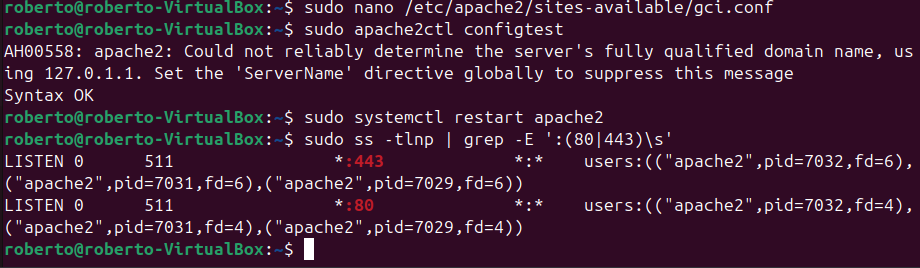 roberto@roberto-VirtualBox:~$ sudo nano /etc/apache2/sites-available/gci.conf
roberto@roberto-VirtualBox:~$ sudo apache2ctl configtest
AH00558: apache2: Could not reliably determine the server's fully qualified domain name, us
ing 127.0.1.1. Set the 'ServerName' directive globally to suppress this message
Syntax OK
roberto@roberto-VirtualBox:~$ sudo systemctl restart apache2
roberto@roberto-VirtualBox:~$ sudo ss -tlnp | grep -E ':(80|443)\s'
LISTEN 0      511                *:443             *:*    users:(("apache2",pid=7032,fd=6),
("apache2",pid=7031,fd=6),("apache2",pid=7029,fd=6))
LISTEN 0      511                *:80              *:*    users:(("apache2",pid=7032,fd=4),
("apache2",pid=7031,fd=4),("apache2",pid=7029,fd=4))
roberto@roberto-VirtualBox:~$